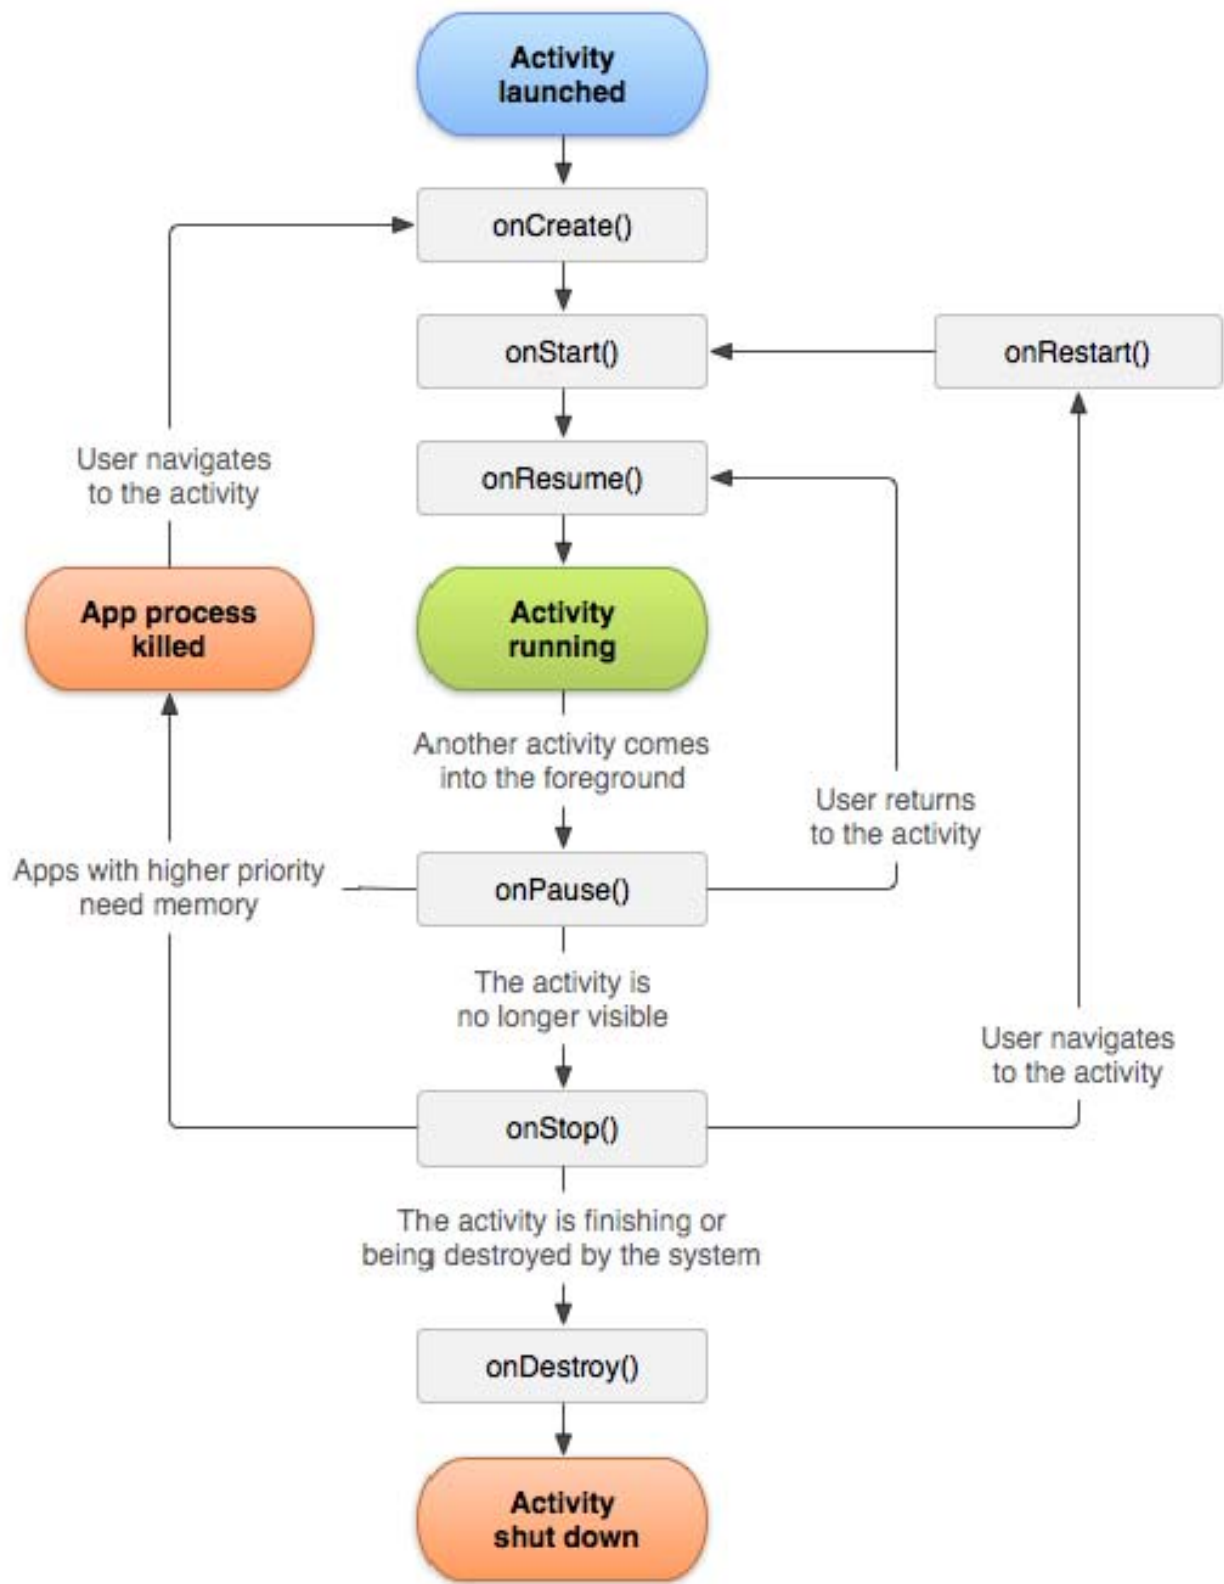 Activity
launched
onCreate()
onStart()
onRestart()
User navigates
to the activity
onResume()
App process
killed
Activity
running
Another activity comes
into the foreground
User returns
to the activity
Apps with higher priority
need memory
onPause()
The activity is
no longer visible
User navigates
to the activity
onStop()
The activity is finishing or
being destroyed by the system
onDestroy()
Activity
shut down